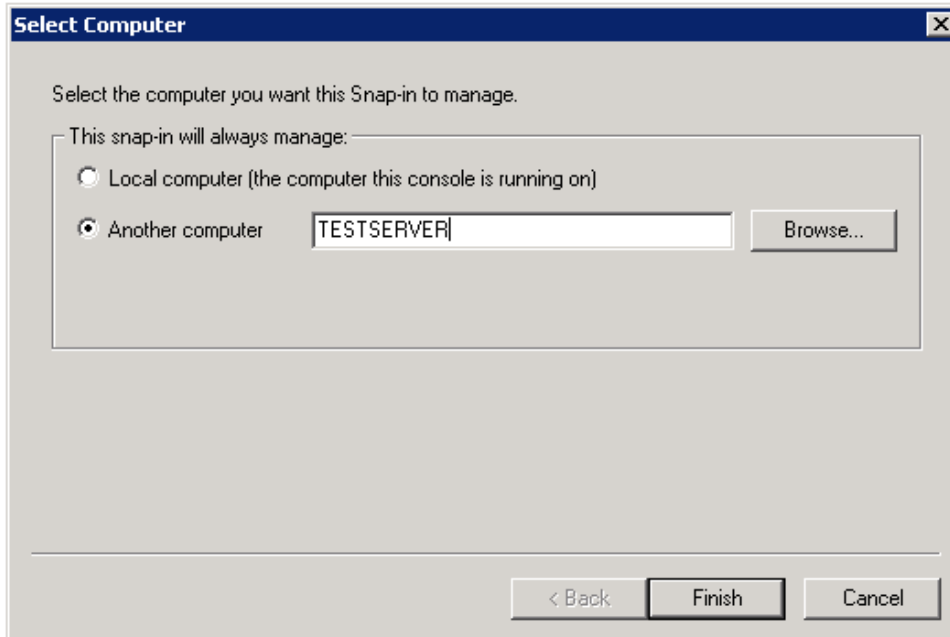 Select Computer
Select the computer you want this Snap-in to manage.
This snap-in will always manage:
Local computer (the computer this console is running on)
Another computer TESTSERVER Browse...
< Back Finish Cancel